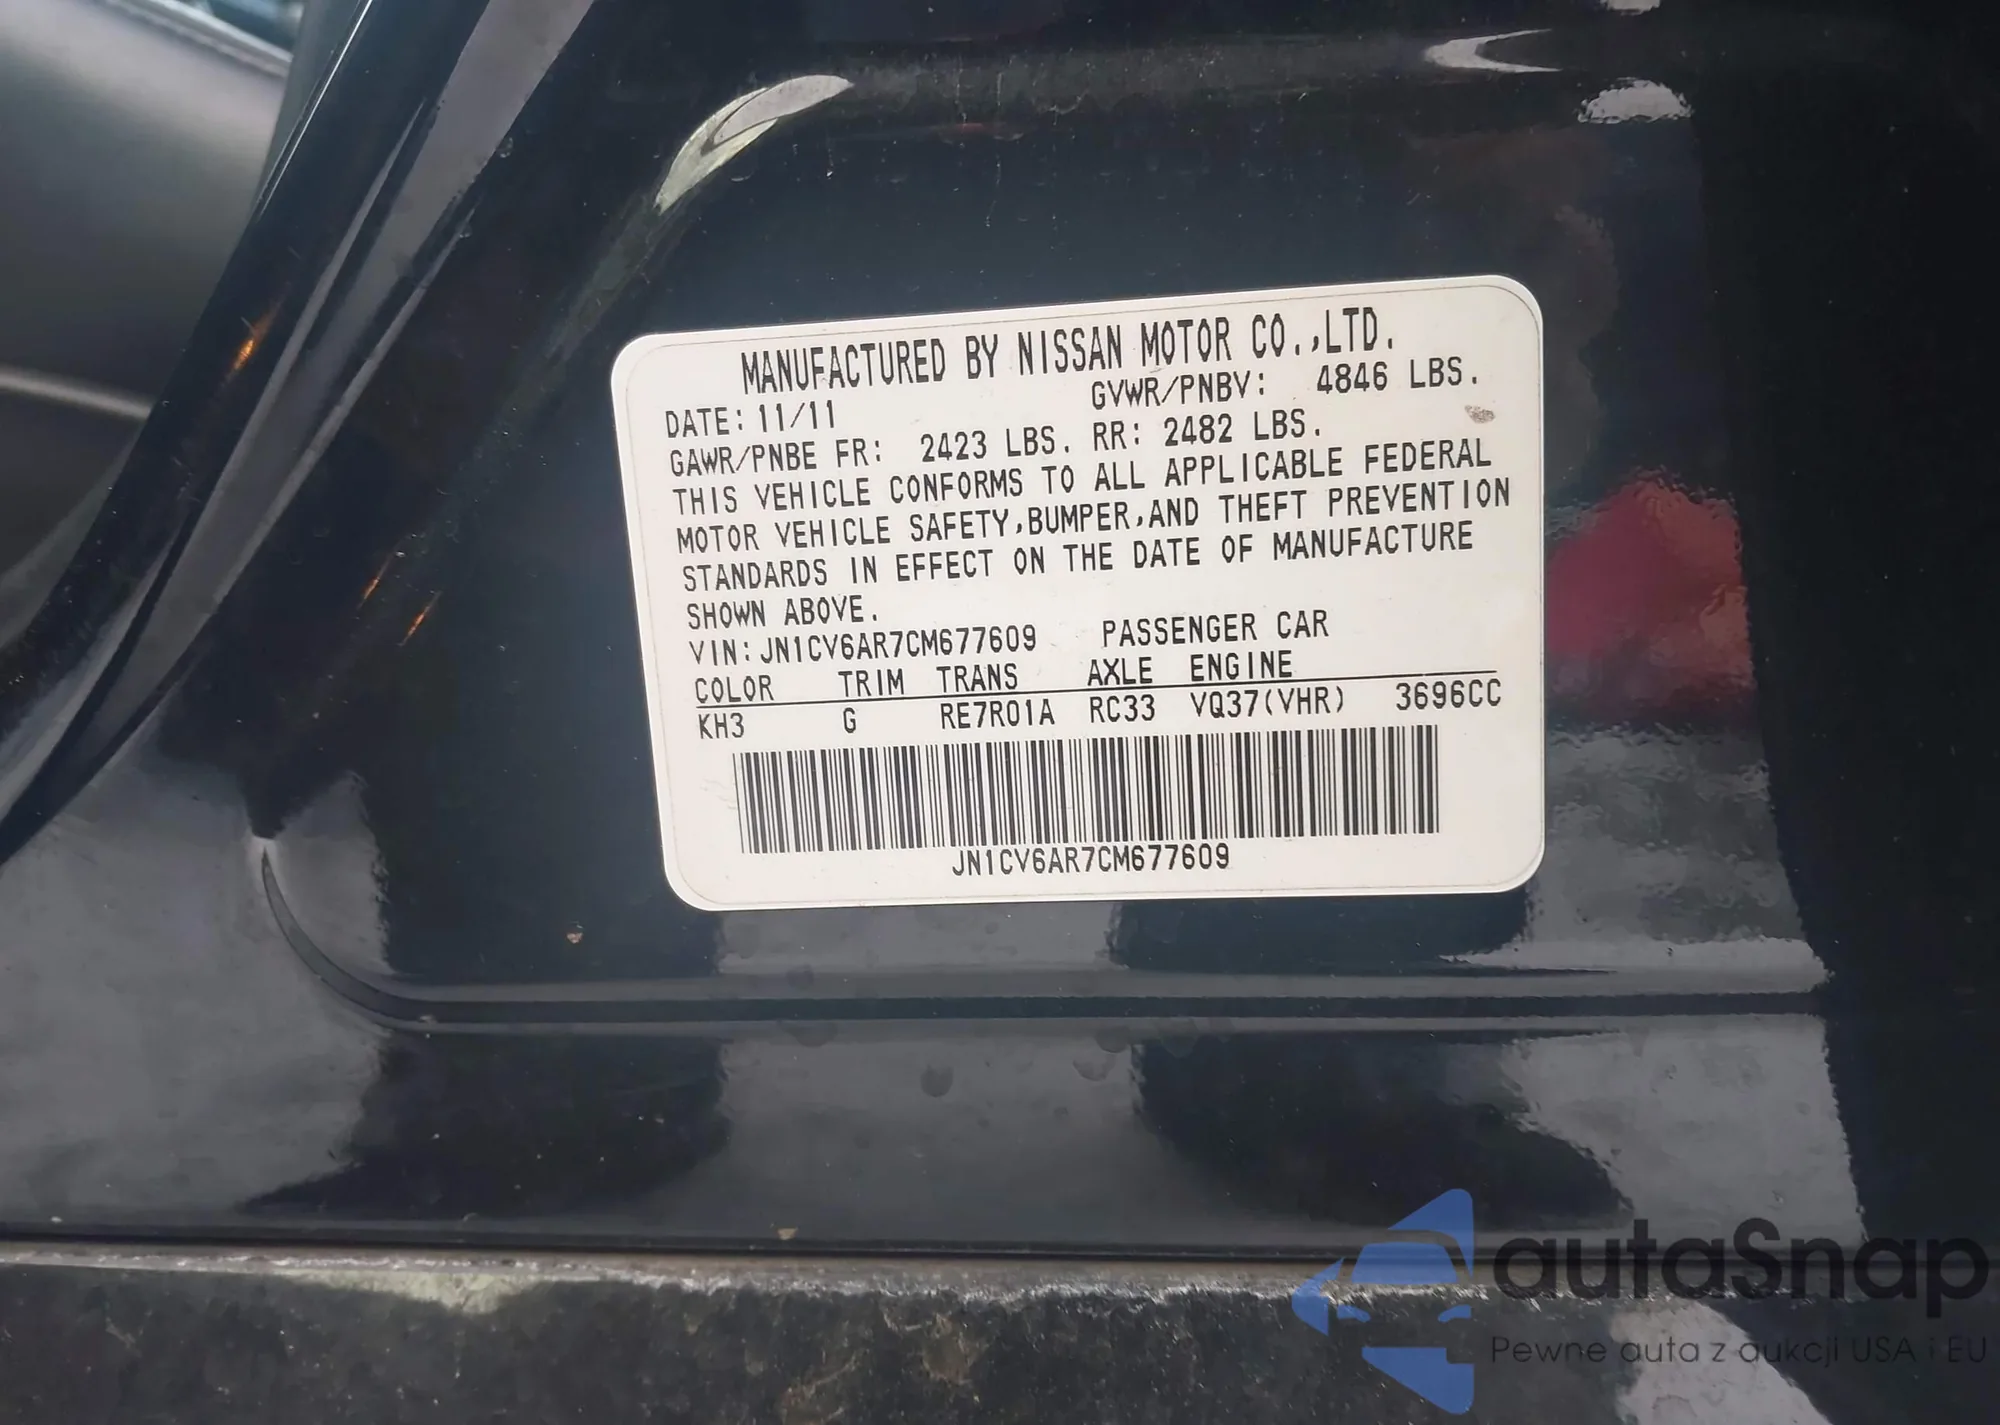 MANUFACTURED BY NISSAN MOTOR CO.,LTD.
DATE: 11/11 GVWR/PNBV: 4846 LBS.
GAWR/PNBE FR: 2423 LBS. RR: 2482 LBS.
THIS VEHICLE CONFORMS TO ALL APPLICABLE FEDERAL
MOTOR VEHICLE SAFETY,BUMPER,AND THEFT PREVENTION
STANDARDS IN EFFECT ON THE DATE OF MANUFACTURE
SHOWN ABOVE.
VIN: JN1CV6AR7CM677609 PASSENGER CAR
COLOR TRIM TRANS AXLE ENGINE
KH3 G RE7R01A RC33 VQ37(VHR) 3696CC
JN1CV6AR7CM677609
autaSnap
Pewne auta z aukcji USA i EU